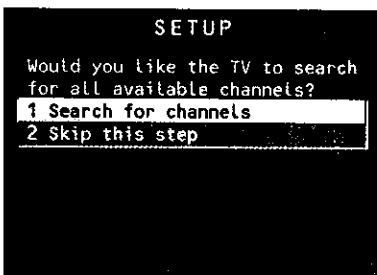 SETUP
Would you like the TV to search
for all available channels?
1 Search for channels
2 Skip this step